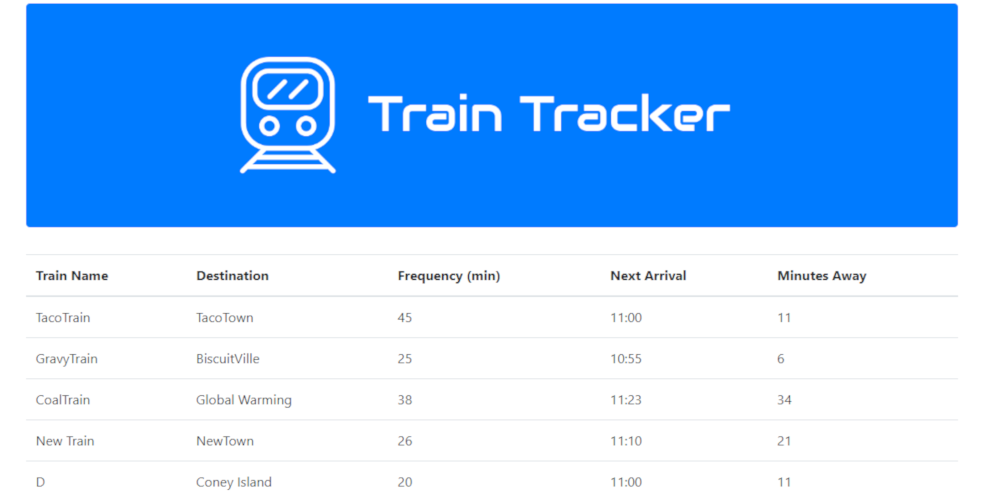 Train Tracker
Train Name Destination Frequency (min) Next Arrival Minutes Away
TacoTrain TacoTown 45 11:00 11
GravyTrain BiscuitVille 25 10:55 6
CoalTrain Global Warming 38 11:23 34
New Train NewTown 26 11:10 21
D Coney Island 20 11:00 11